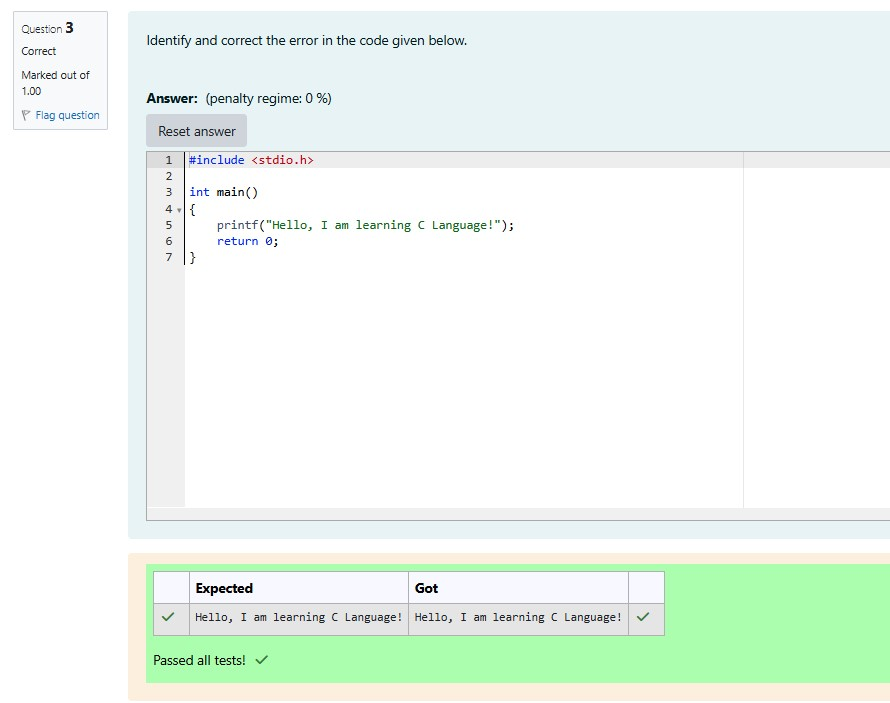 Question 3
Correct
Marked out of
1.00
Flag question
Identify and correct the error in the code given below.
Answer: (penalty regime: 0 %)
Reset answer
1 #include <stdio.h>
2
3 int main()
4 {
5     printf("Hello, I am learning C Language!");
6     return 0;
7 }
Expected Got
Hello, I am learning C Language! Hello, I am learning C Language!
Passed all tests!